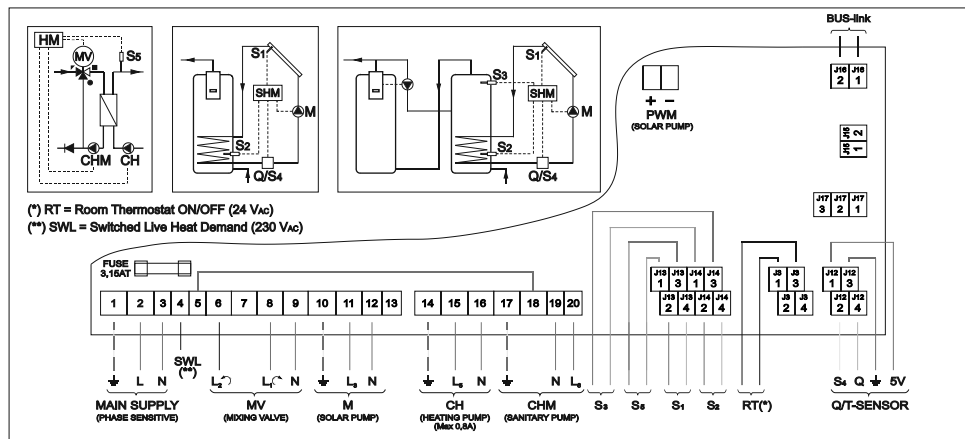 BUS-link
HM
MV
S5
CHM
CH
S1
SHM
M
S2
Q/S4
S1
S3
SHM
M
S2
Q/S4
+ −
PWM
(SOLAR PUMP)
J16 2
J16 1
J15 2
J15 1
J17 3
J17 2
J17 1
(*) RT = Room Thermostat ON/OFF (24 VAC)
(**) SWL = Switched Live Heat Demand (230 VAC)
FUSE
3,15AT
J13 1
J13 3
J14 1
J14 3
J13 2
J13 4
J14 2
J14 4
J3 1
J3 3
J3 2
J3 4
J12 1
J12 3
J12 2
J12 4
1 2 3 4 5 6 7 8 9 10 11 12 13
14 15 16 17 18 19 20
SWL
(**)
L N L2 L1 N L3 N L5 N N L6
S4 Q 5V
MAIN SUPPLY
(PHASE SENSITIVE)
MV
(MIXING VALVE)
M
(SOLAR PUMP)
CH
(HEATING PUMP)
(Max 0,8A)
CHM
(SANITARY PUMP)
S3
S5
S1
S2
RT(*)
Q/T-SENSOR